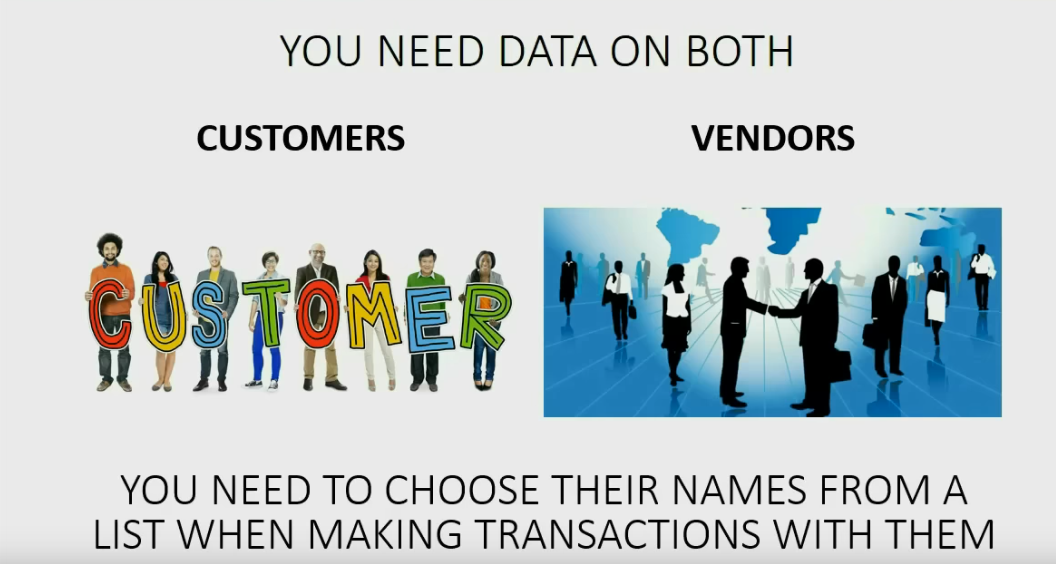 YOU NEED DATA ON BOTH
CUSTOMERS
VENDORS
CUSTOMER
YOU NEED TO CHOOSE THEIR NAMES FROM A
LIST WHEN MAKING TRANSACTIONS WITH THEM